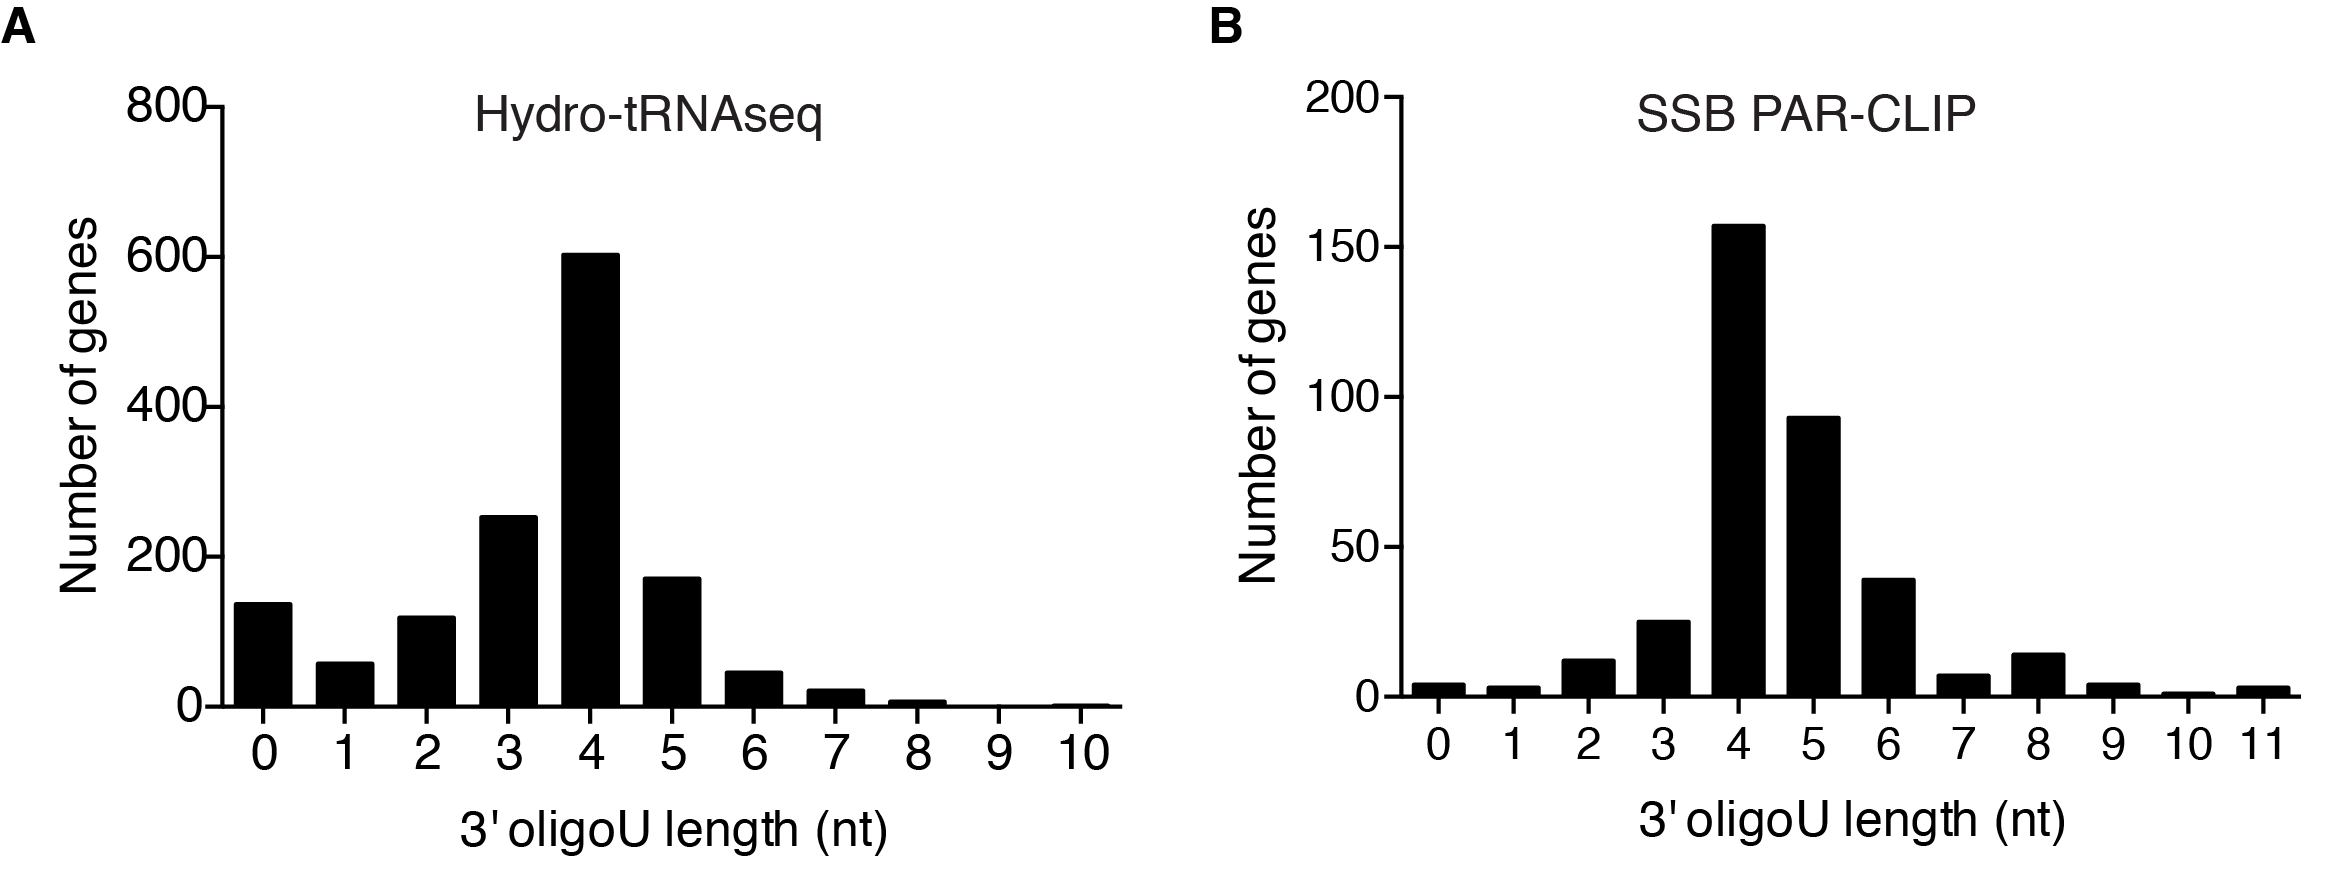 A
Hydro-tRNAseq
Number of genes
800
600
400
200
0
0 1 2 3 4 5 6 7 8 9 10
3' oligoU length (nt)
B
SSB PAR-CLIP
Number of genes
200
150
100
50
0
0 1 2 3 4 5 6 7 8 9 10 11
3' oligoU length (nt)